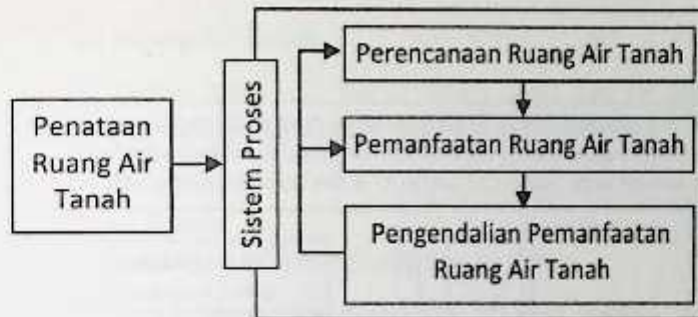 Penataan
Ruang Air
Tanah
Sistem Proses
Perencanaan Ruang Air Tanah
Pemanfaatan Ruang Air Tanah
Pengendalian Pemanfaatan
Ruang Air Tanah